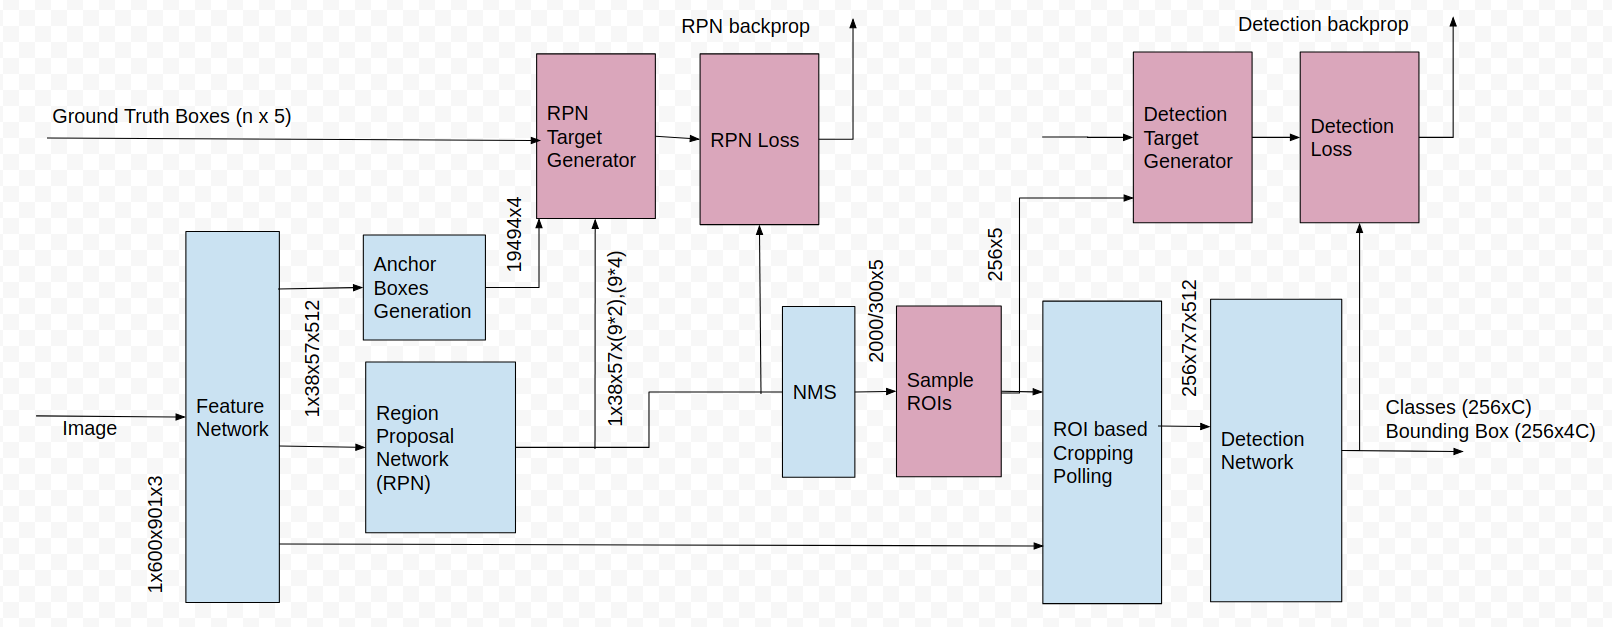 RPN backprop
Detection backprop
Ground Truth Boxes (n x 5)
RPN
Target
Generator
RPN Loss
Detection
Target
Generator
Detection
Loss
19494x4
1x38x57x(9*2),(9*4)
256x5
2000/300x5
256x7x7x512
Anchor
Boxes
Generation
1x38x57x512
Feature
Network
Image
1x600x901x3
Region
Proposal
Network
(RPN)
NMS
Sample
ROIs
ROI based
Cropping
Polling
Detection
Network
Classes (256xC)
Bounding Box (256x4C)